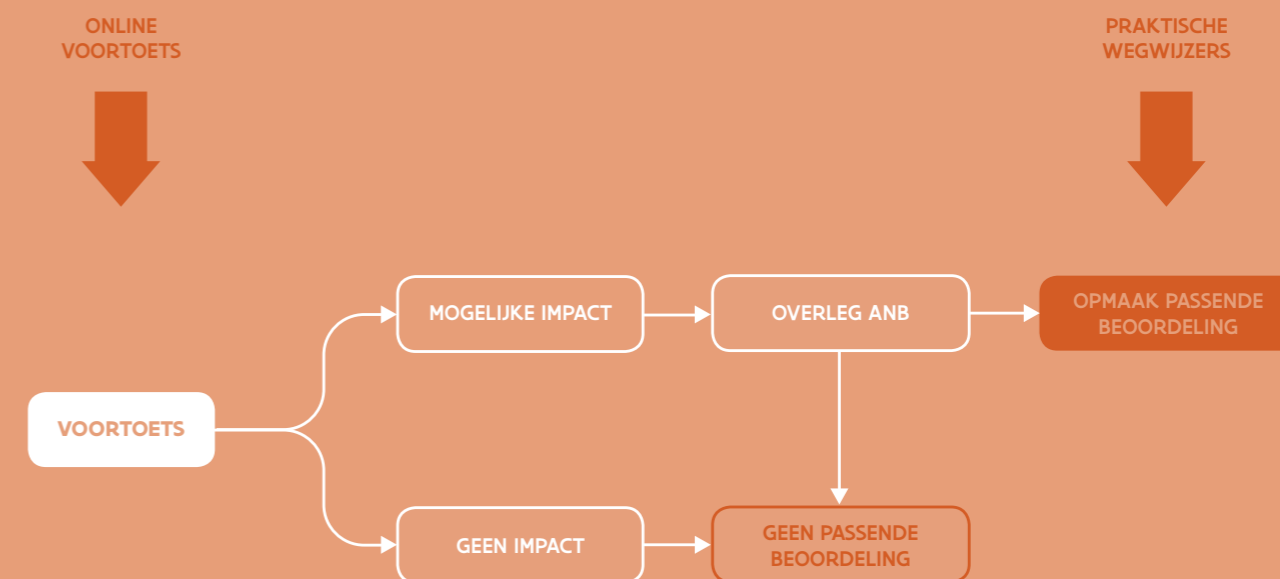 ONLINE
VOORTOETS
PRAKTISCHE
WEGWIJZERS
MOGELIJKE IMPACT
OVERLEG ANB
OPMAAK PASSENDE
BEOORDELING
VOORTOETS
GEEN IMPACT
GEEN PASSENDE
BEOORDELING